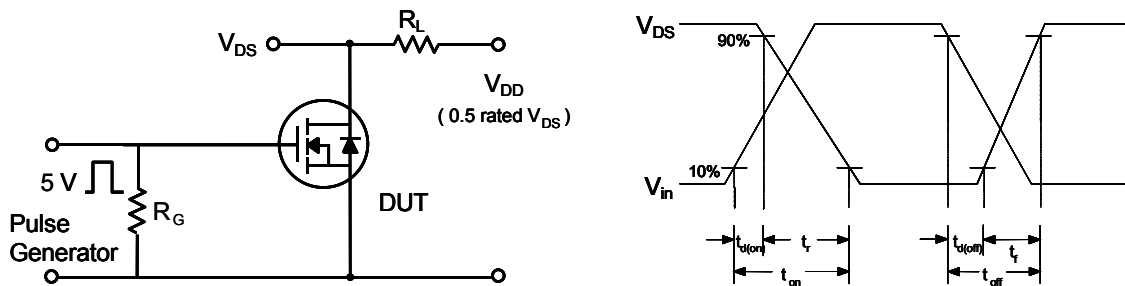 R_L
V_DS
V_DD
( 0.5 rated V_DS )
5 V
R_G
DUT
Pulse
Generator
V_DS
90%
V_in
10%
t_d(on)
t_r
t_on
t_d(off)
t_f
t_off